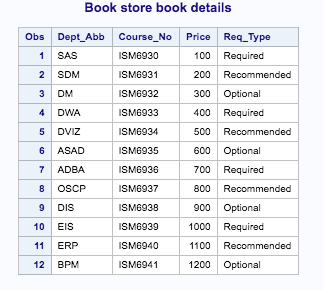 Book store book details
Obs Dept_Abb Course_No Price Req_Type
1 SAS ISM6930 100 Required
2 SDM ISM6931 200 Recommended
3 DM ISM6932 300 Optional
4 DWA ISM6933 400 Required
5 DVIZ ISM6934 500 Recommended
6 ASAD ISM6935 600 Optional
7 ADBA ISM6936 700 Required
8 OSCP ISM6937 800 Recommended
9 DIS ISM6938 900 Optional
10 EIS ISM6939 1000 Required
11 ERP ISM6940 1100 Recommended
12 BPM ISM6941 1200 Optional